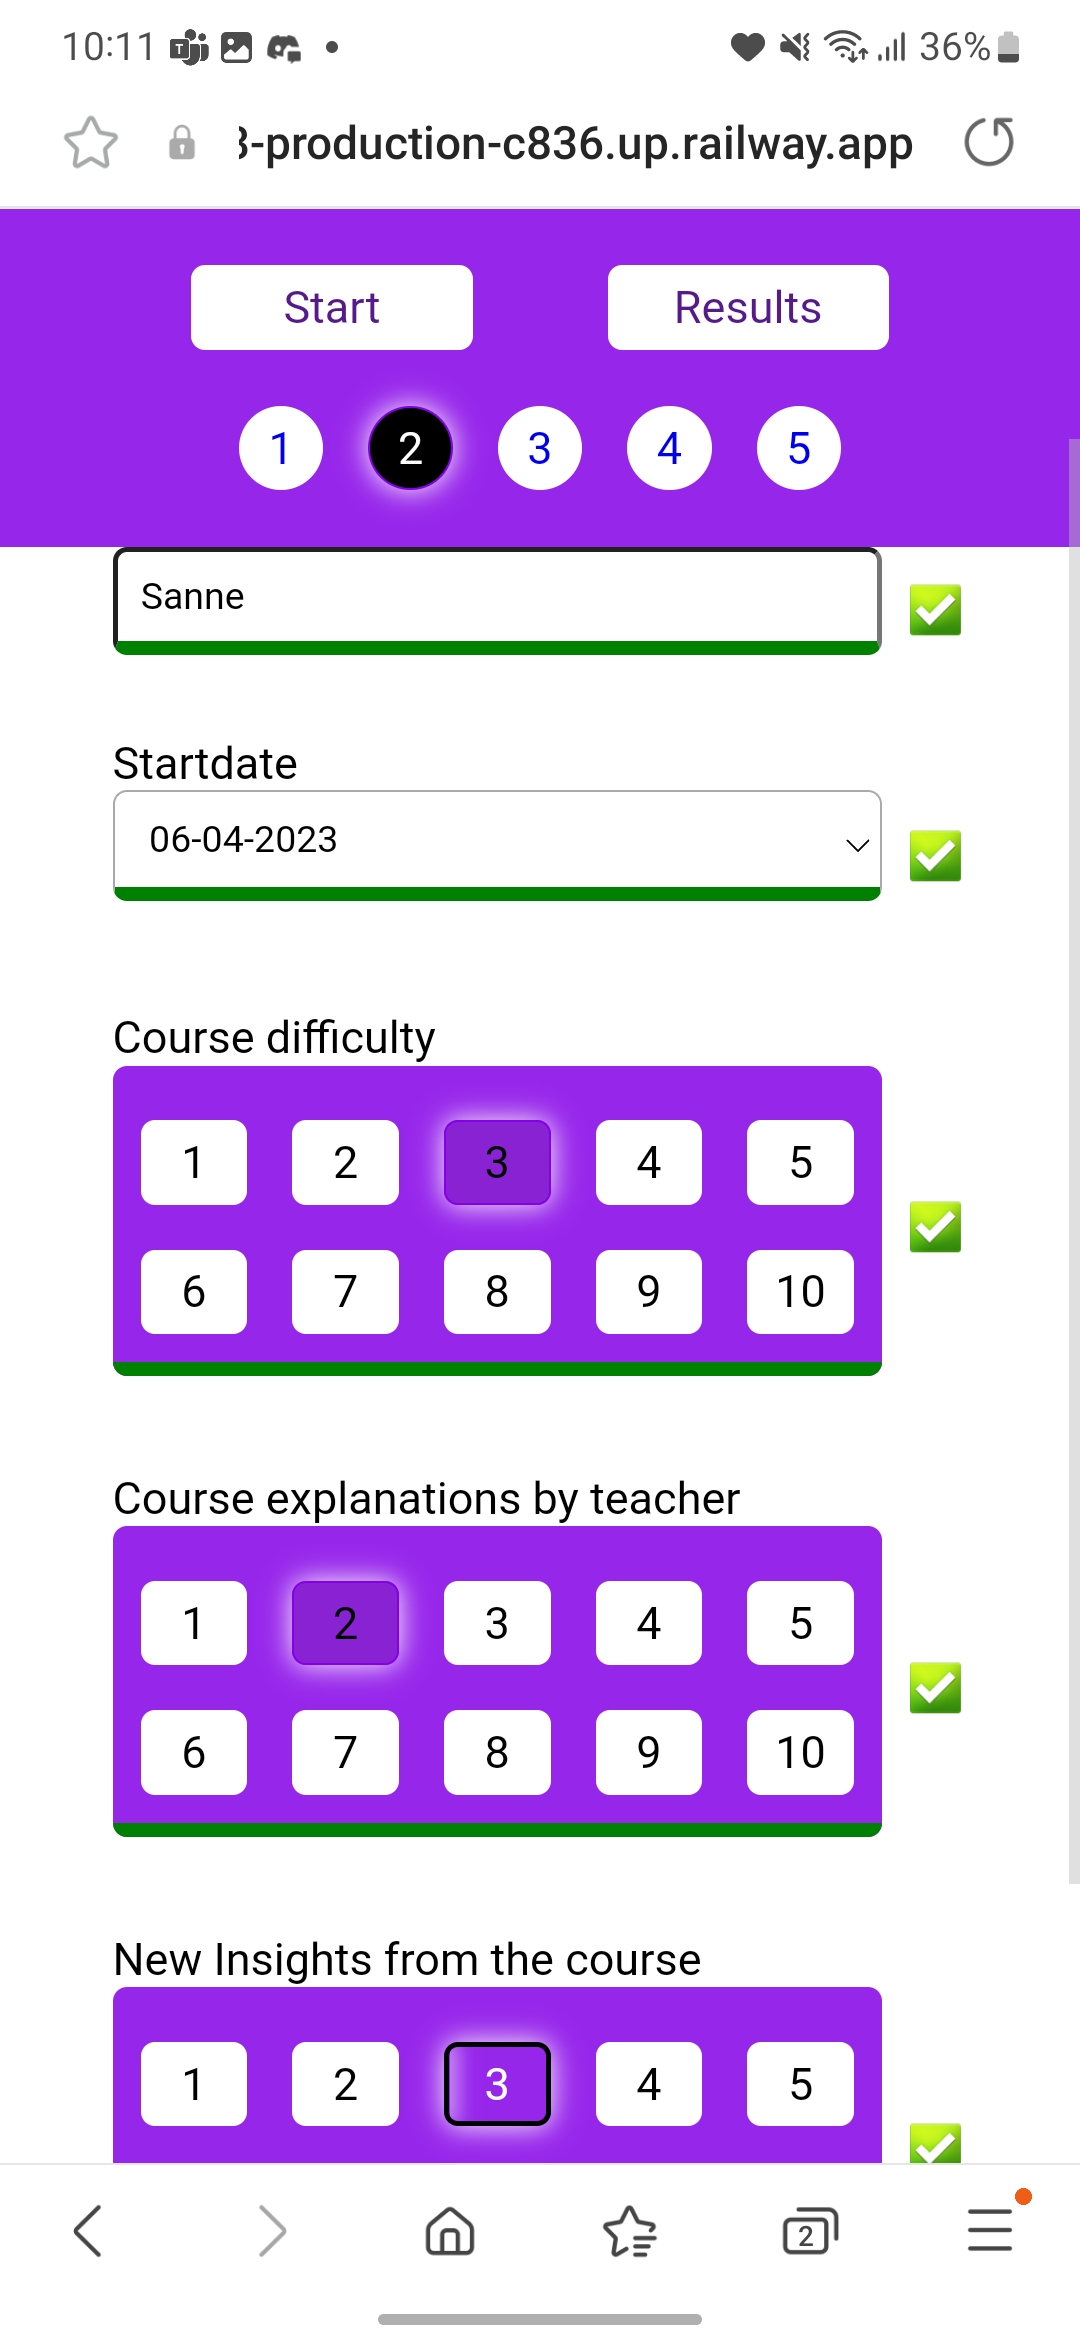 10:11 36%
3-production-c836.up.railway.app
Start Results
1 2 3 4 5
Sanne
Startdate
06-04-2023
Course difficulty
1 2 3 4 5
6 7 8 9 10
Course explanations by teacher
1 2 3 4 5
6 7 8 9 10
New Insights from the course
1 2 3 4 5
2